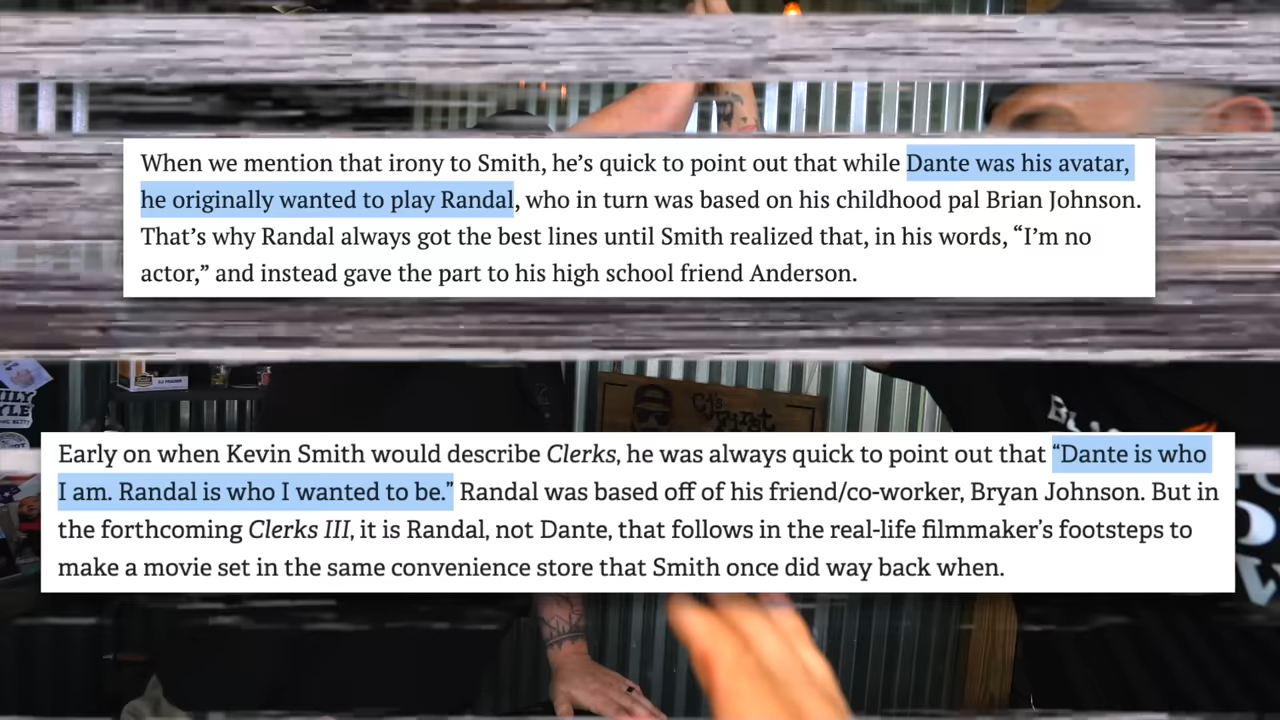 When we mention that irony to Smith, he’s quick to point out that while Dante was his avatar,
he originally wanted to play Randal, who in turn was based on his childhood pal Brian Johnson.
That’s why Randal always got the best lines until Smith realized that, in his words, “I’m no
actor,” and instead gave the part to his high school friend Anderson.
Early on when Kevin Smith would describe Clerks, he was always quick to point out that “Dante is who
I am. Randal is who I wanted to be.” Randal was based off of his friend/co-worker, Bryan Johnson. But in
the forthcoming Clerks III, it is Randal, not Dante, that follows in the real-life filmmaker’s footsteps to
make a movie set in the same convenience store that Smith once did way back when.